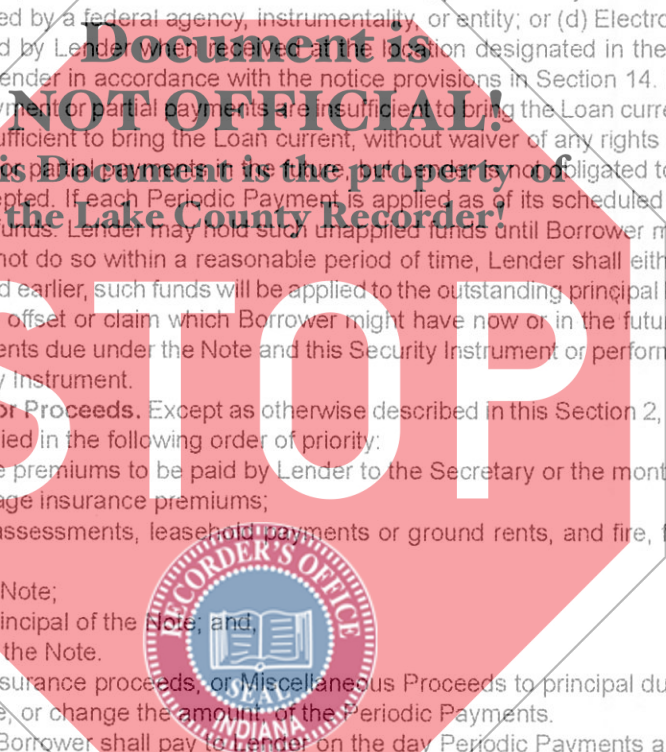 ed by a federal agency, instrumentality, or entity; or (d) Electro
d by Lender when received at the location designated in the
ender in accordance with the notice provisions in Section 14.
yment or partial payments are insufficient to bring the Loan curre
ufficient to bring the Loan current, without waiver of any rights
or partial payments in the future, but Lender is not obligated to
epted. If each Periodic Payment is applied as of its scheduled
funds. Lender may hold such unapplied funds until Borrower m
not do so within a reasonable period of time, Lender shall eith
d earlier, such funds will be applied to the outstanding principal
offset or claim which Borrower might have now or in the futur
ents due under the Note and this Security Instrument or perform
y Instrument.
or Proceeds. Except as otherwise described in this Section 2,
lied in the following order of priority:
e premiums to be paid by Lender to the Secretary or the mont
age insurance premiums;
assessments, leasehold payments or ground rents, and fire, f
Note;
incipal of the Note; and,
the Note.
surance proceeds, or Miscellaneous Proceeds to principal du
e, or change the amount, of the Periodic Payments.
Borrower shall pay to Lender on the day Periodic Payments a
Document is
NOT OFFICIAL!
is Document is the property of
the Lake County Recorder!
STOP
RECORDER'S OFFICE
SEAL
INDIANA